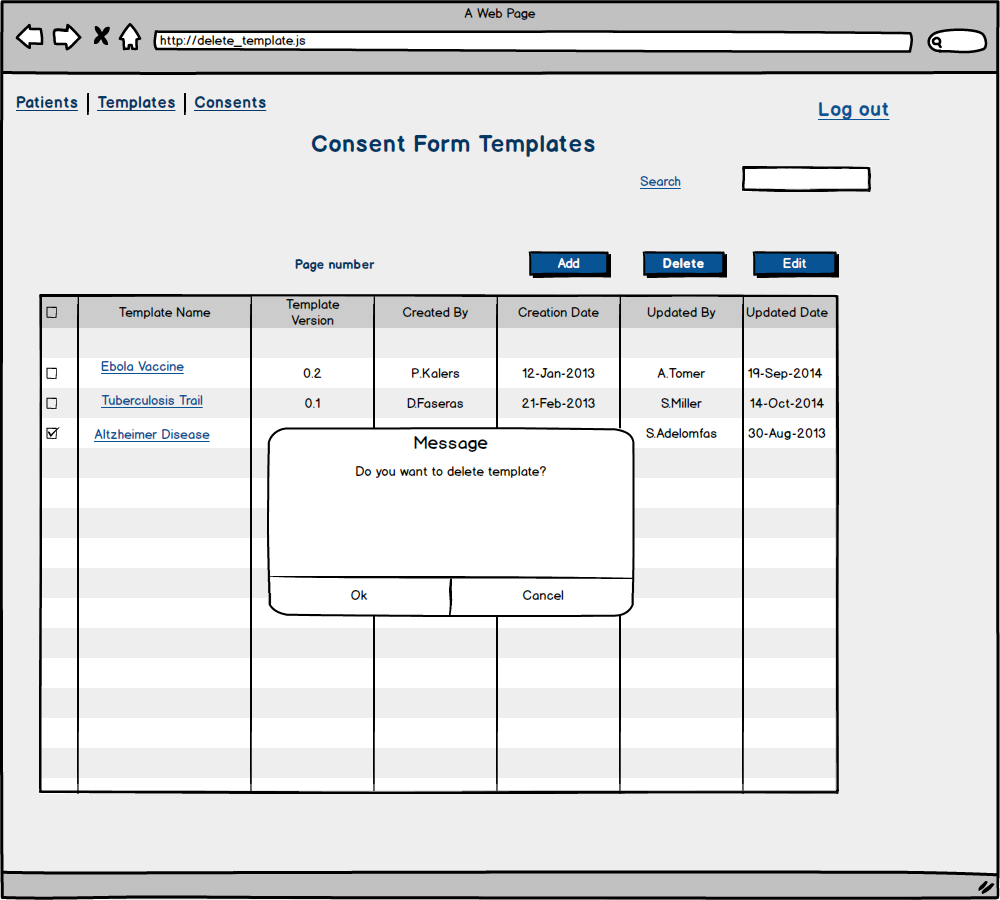 A Web Page
http://delete_template.js
Patients Templates Consents
Log out
Consent Form Templates
Search
Page number Add Delete Edit
Template Name Template Version Created By Creation Date Updated By Updated Date
Ebola Vaccine 0.2 P.Kalers 12-Jan-2013 A.Tomer 19-Sep-2014
Tuberculosis Trail 0.1 D.Faseras 21-Feb-2013 S.Miller 14-Oct-2014
Altzheimer Disease S.Adelomfas 30-Aug-2013
Message
Do you want to delete template?
Ok Cancel